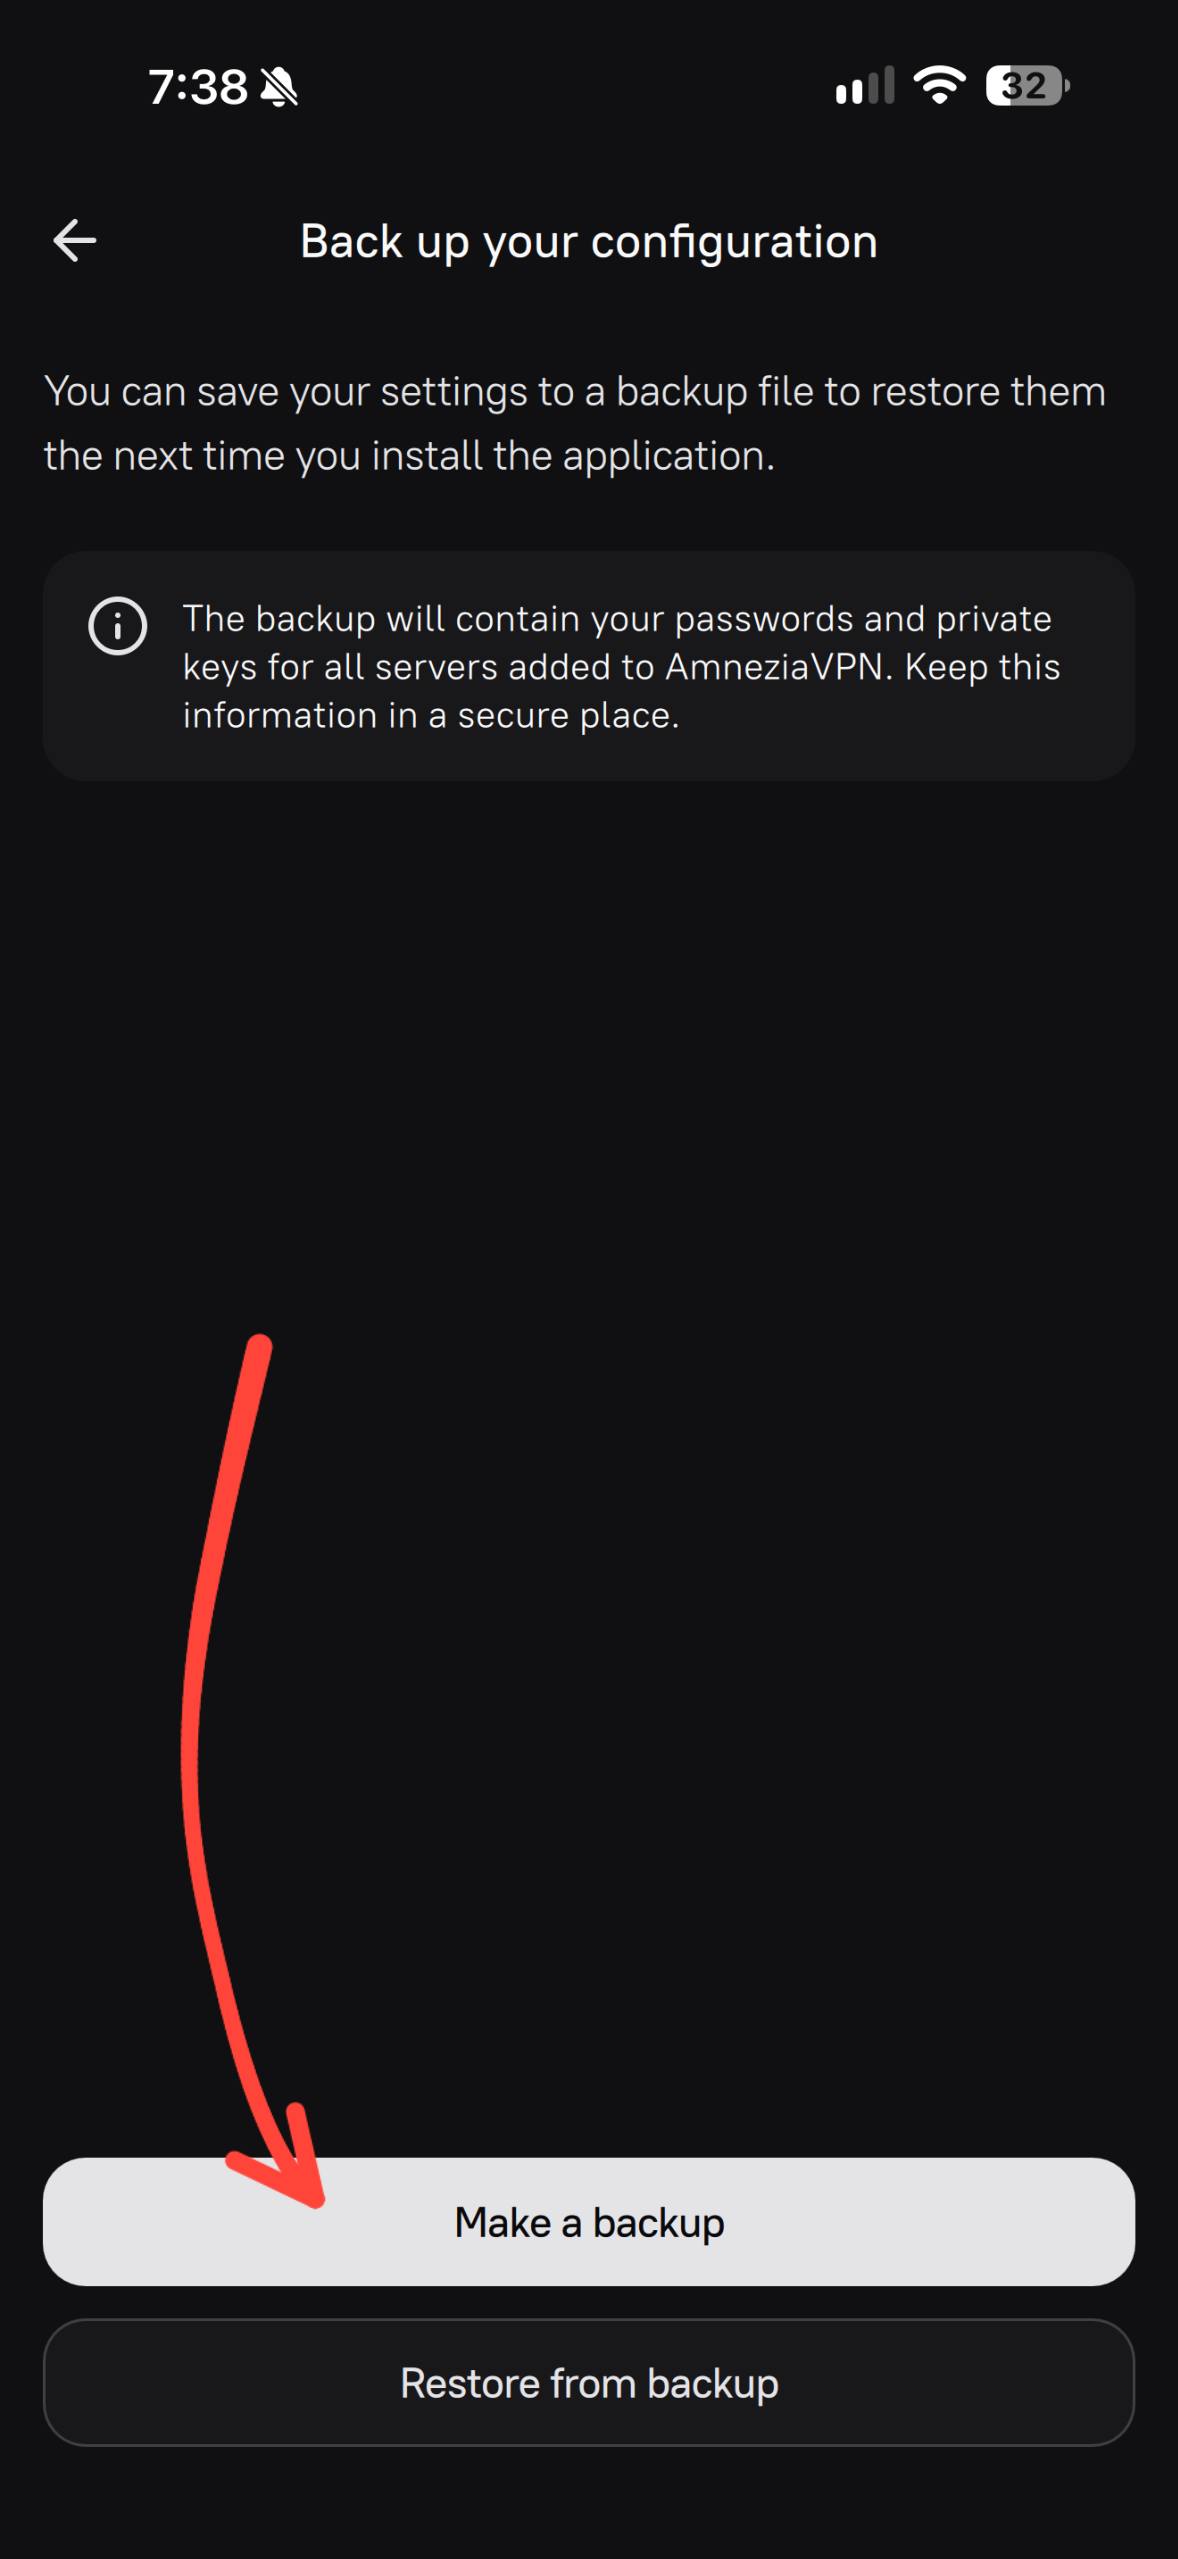 7:38
32
Back up your configuration
You can save your settings to a backup file to restore them
the next time you install the application.
The backup will contain your passwords and private
keys for all servers added to AmneziaVPN. Keep this
information in a secure place.
Make a backup
Restore from backup